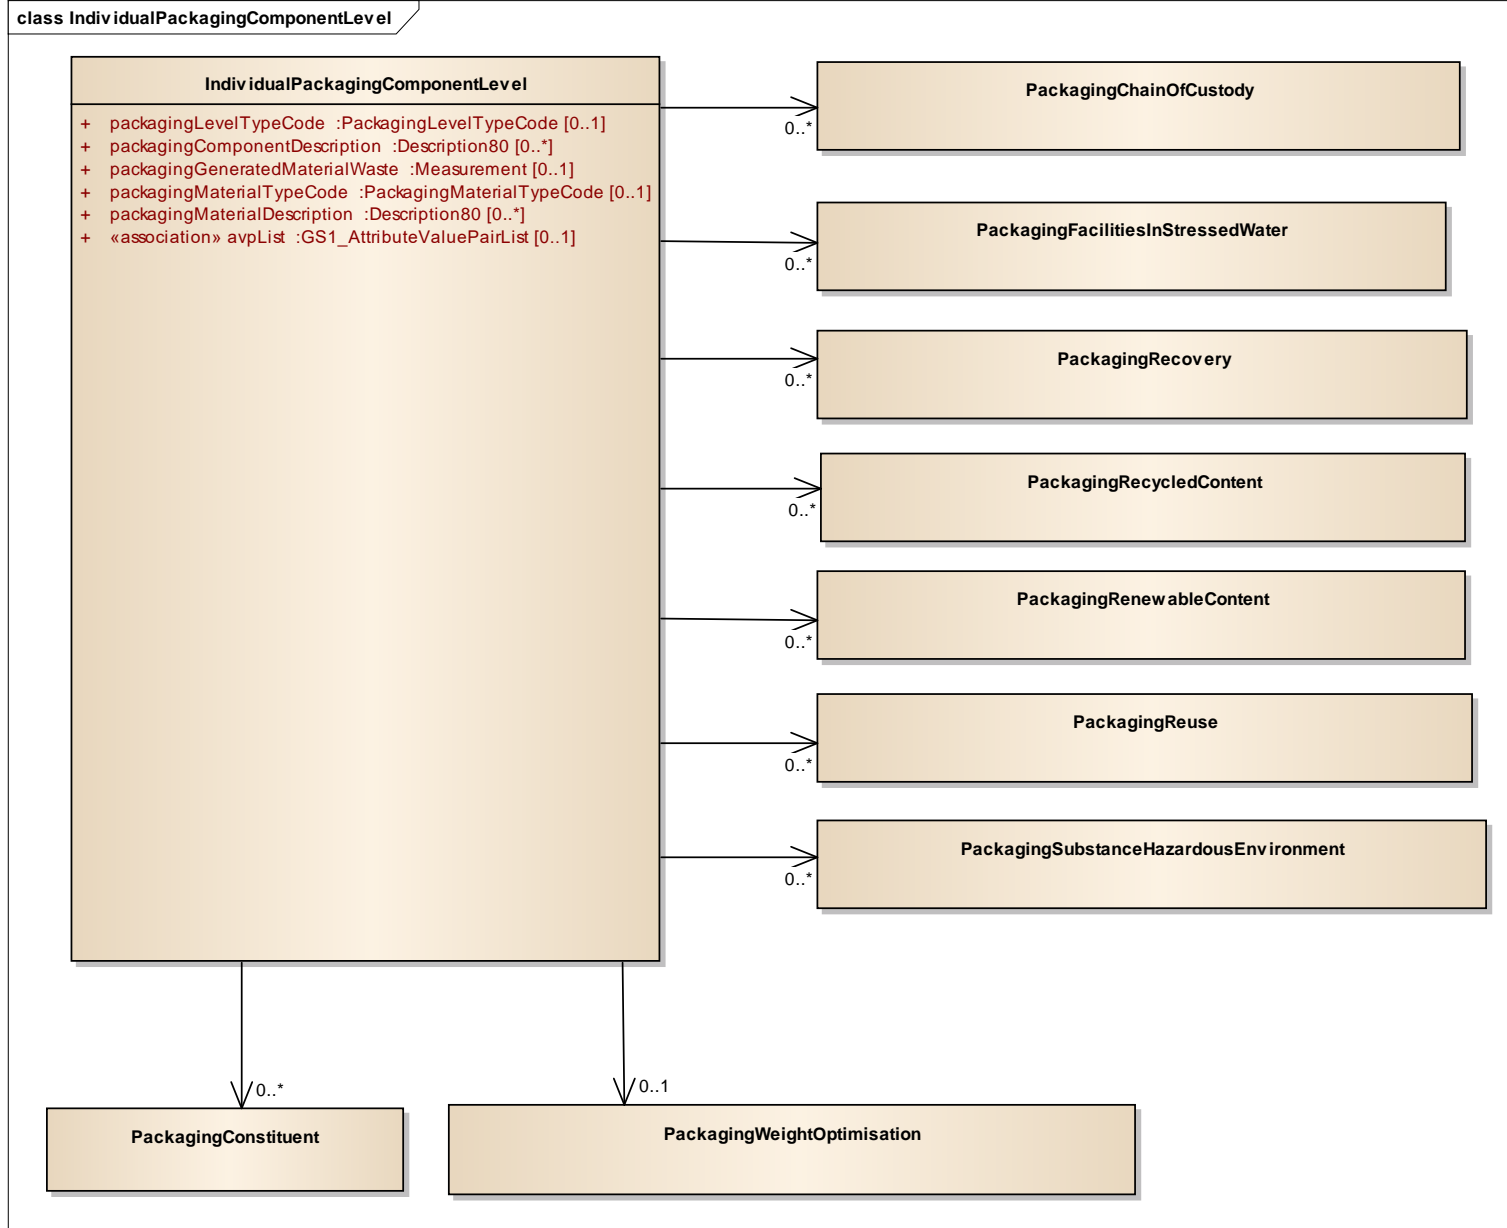 class IndividualPackagingComponentLevel
IndividualPackagingComponentLevel
+ packagingLevelTypeCode :PackagingLevelTypeCode [0..1]
+ packagingComponentDescription :Description80 [0..*]
+ packagingGeneratedMaterialWaste :Measurement [0..1]
+ packagingMaterialTypeCode :PackagingMaterialTypeCode [0..1]
+ packagingMaterialDescription :Description80 [0..*]
+ «association» avpList :GS1_AttributeValuePairList [0..1]
PackagingChainOfCustody
0..*
PackagingFacilitiesInStressedWater
0..*
PackagingRecovery
0..*
PackagingRecycledContent
0..*
PackagingRenewableContent
0..*
PackagingReuse
0..*
PackagingSubstanceHazardousEnvironment
0..*
0..*
0..1
PackagingConstituent
PackagingWeightOptimisation